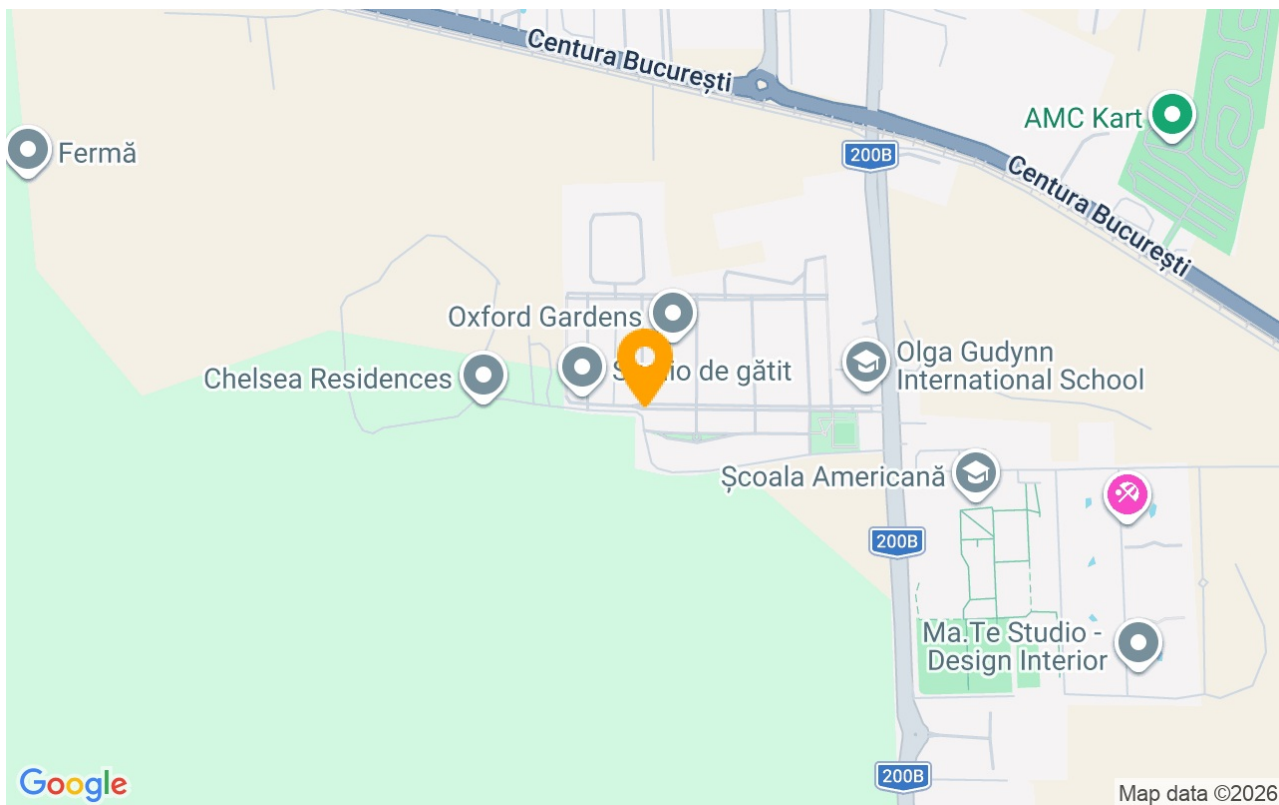 Centura București
AMC Kart
200B
Fermă
Centura București
Oxford Gardens
de gătit
Chelsea Residences
Olga Gudynn
International School
Școala Americană
200B
Ma.Te Studio -
Design Interior
200B
Google
Map data ©2026